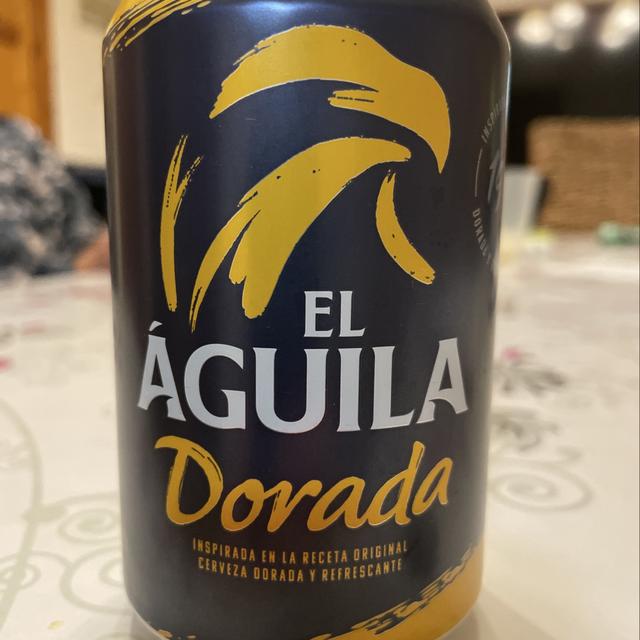 EL
ÁGUILA
Dorada
INSPIRADA EN LA RECETA ORIGINAL
CERVEZA DORADA Y REFRESCANTE